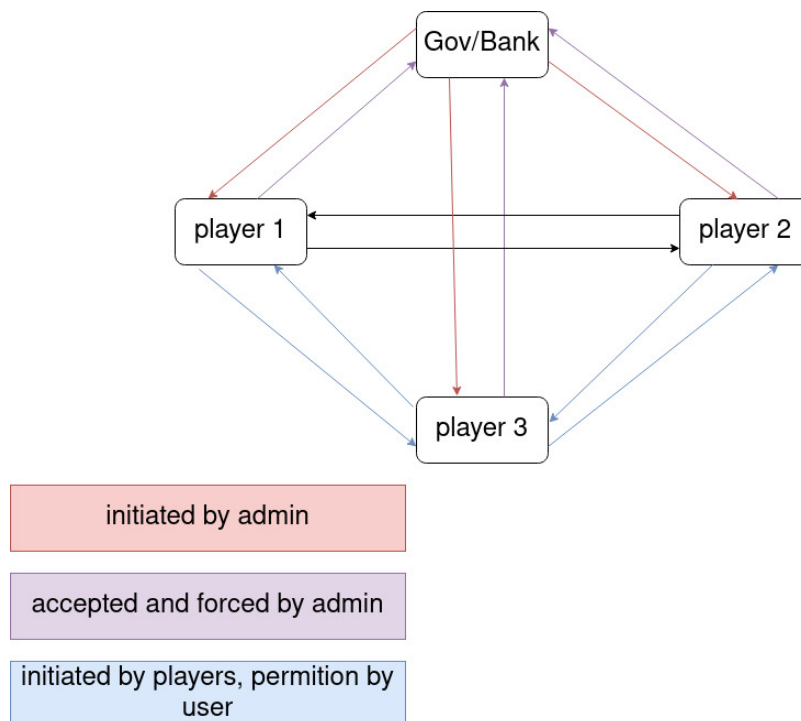 Gov/Bank
player 1
player 2
player 3
initiated by admin
accepted and forced by admin
initiated by players, permition by
user